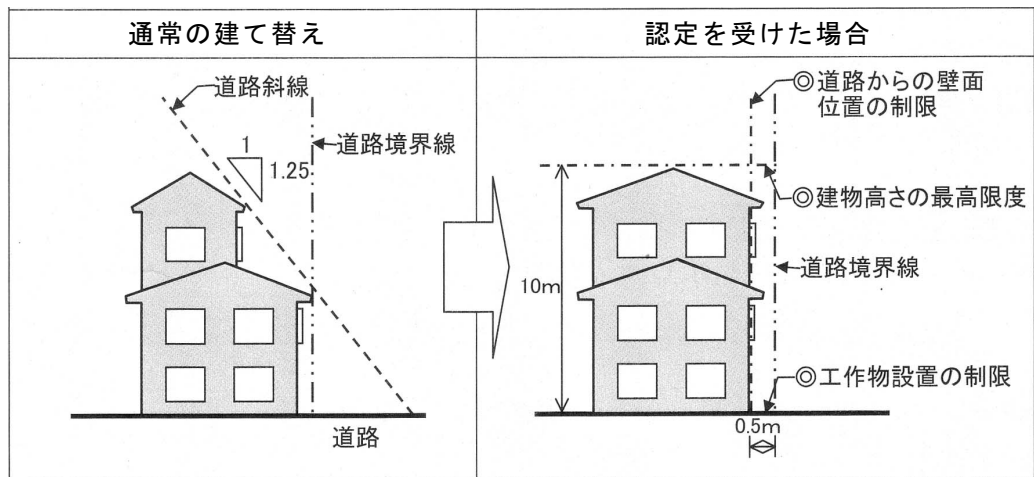 通常の建て替え
認定を受けた場合
道路斜線
1
1.25
道路境界線
道路
◎道路からの壁面
位置の制限
◎建物高さの最高限度
道路境界線
10m
◎工作物設置の制限
0.5m